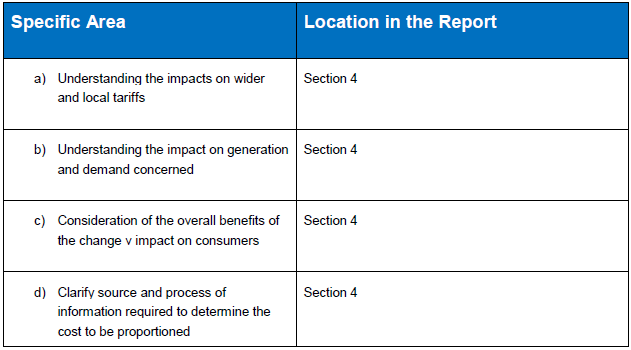 Specific Area
Location in the Report
a) Understanding the impacts on wider
and local tariffs
Section 4
b) Understanding the impact on generation
and demand concerned
Section 4
c) Consideration of the overall benefits of
the change v impact on consumers
Section 4
d) Clarify source and process of
information required to determine the
cost to be proportioned
Section 4